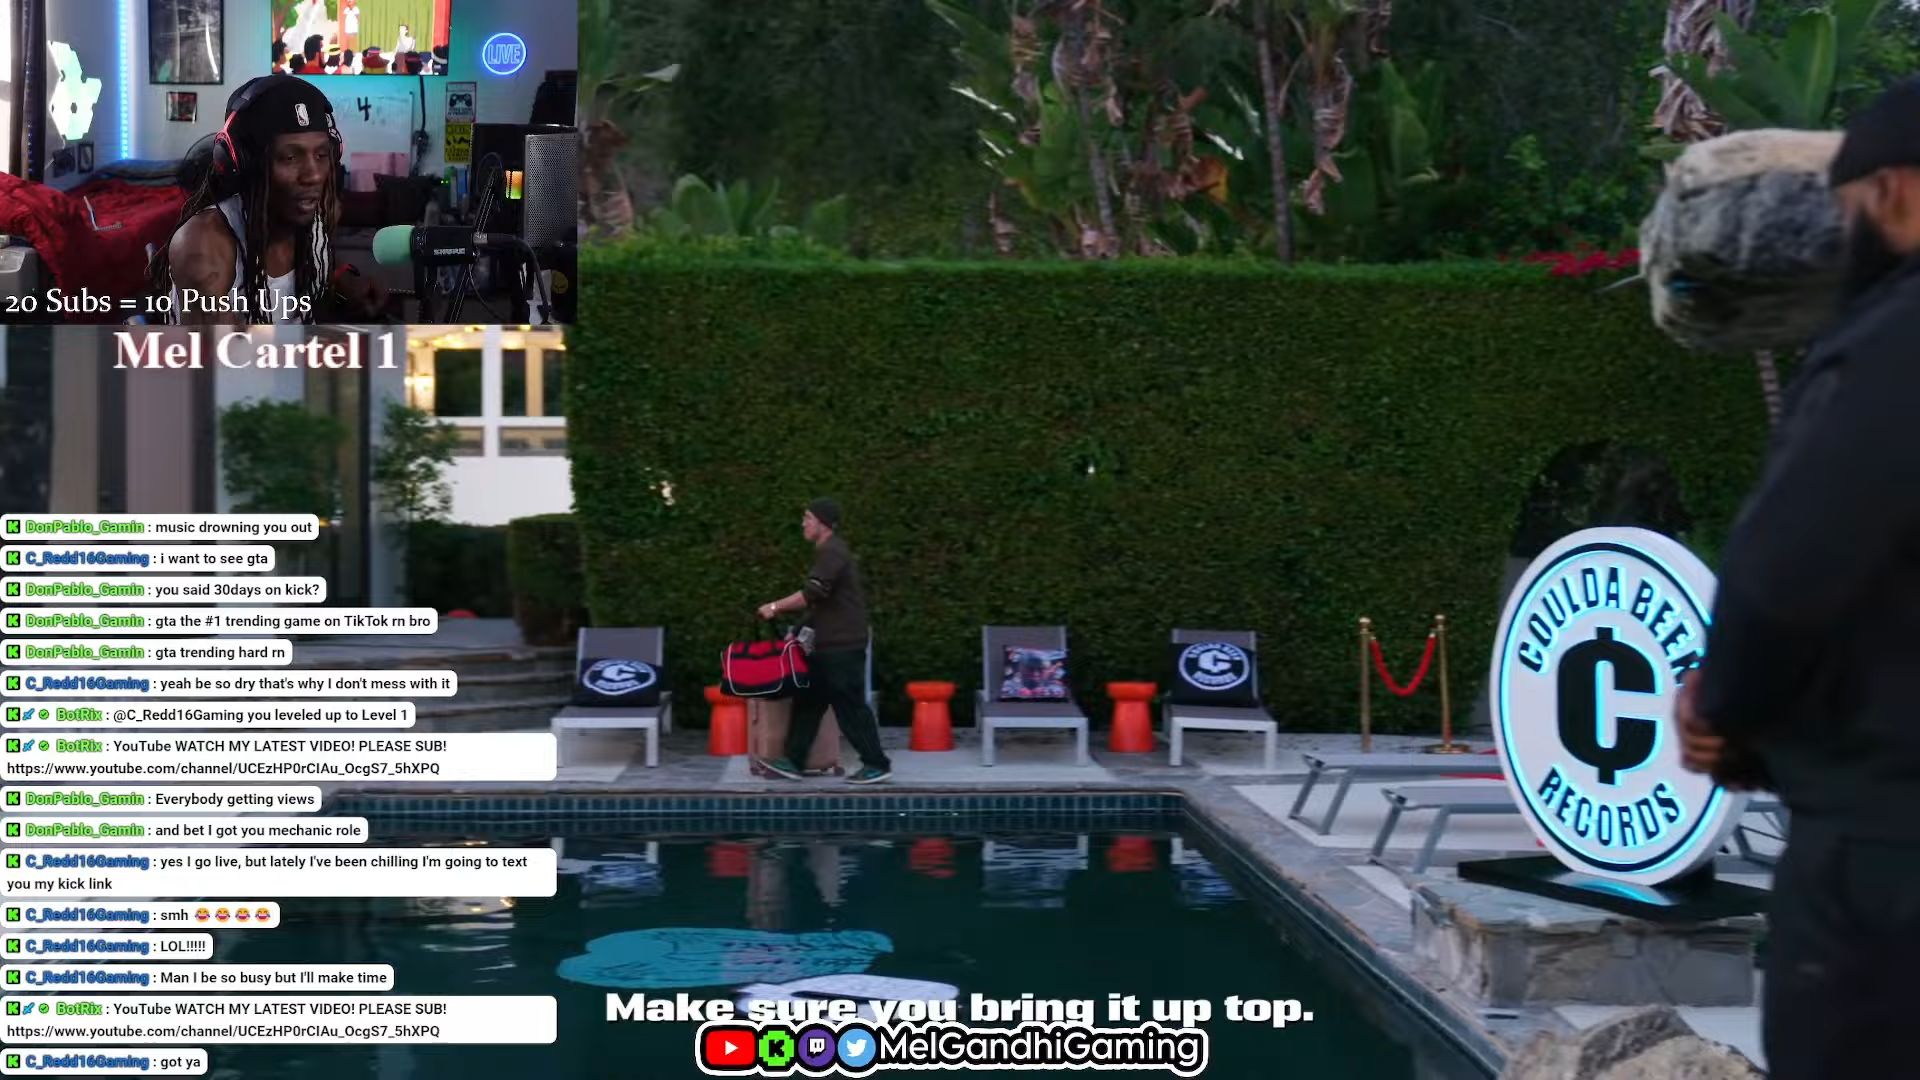 LIVE
4
20 Subs = 10 Push Ups
Mel Cartel 1
DonPablo_Gamin : music drowning you out
C_Redd16Gaming : i want to see gta
DonPablo_Gamin : you said 30days on kick?
DonPablo_Gamin : gta the #1 trending game on TikTok rn bro
DonPablo_Gamin : gta trending hard rn
C_Redd16Gaming : yeah be so dry that's why I don't mess with it
BotRix : @C_Redd16Gaming you leveled up to Level 1
BotRix : YouTube WATCH MY LATEST VIDEO! PLEASE SUB!
https://www.youtube.com/channel/UCEzHP0rCIAu_OcgS7_5hXPQ
DonPablo_Gamin : Everybody getting views
DonPablo_Gamin : and bet I got you mechanic role
C_Redd16Gaming : yes I go live, but lately I've been chilling I'm going to text
you my kick link
C_Redd16Gaming : smh 😂 😂 😂 😂
C_Redd16Gaming : LOL!!!!!
C_Redd16Gaming : Man I be so busy but I'll make time
BotRix : YouTube WATCH MY LATEST VIDEO! PLEASE SUB!
https://www.youtube.com/channel/UCEzHP0rCIAu_OcgS7_5hXPQ
C_Redd16Gaming : got ya
COULDA BEEN
RECORDS
Make sure you bring it up top.
MelGandhiGaming